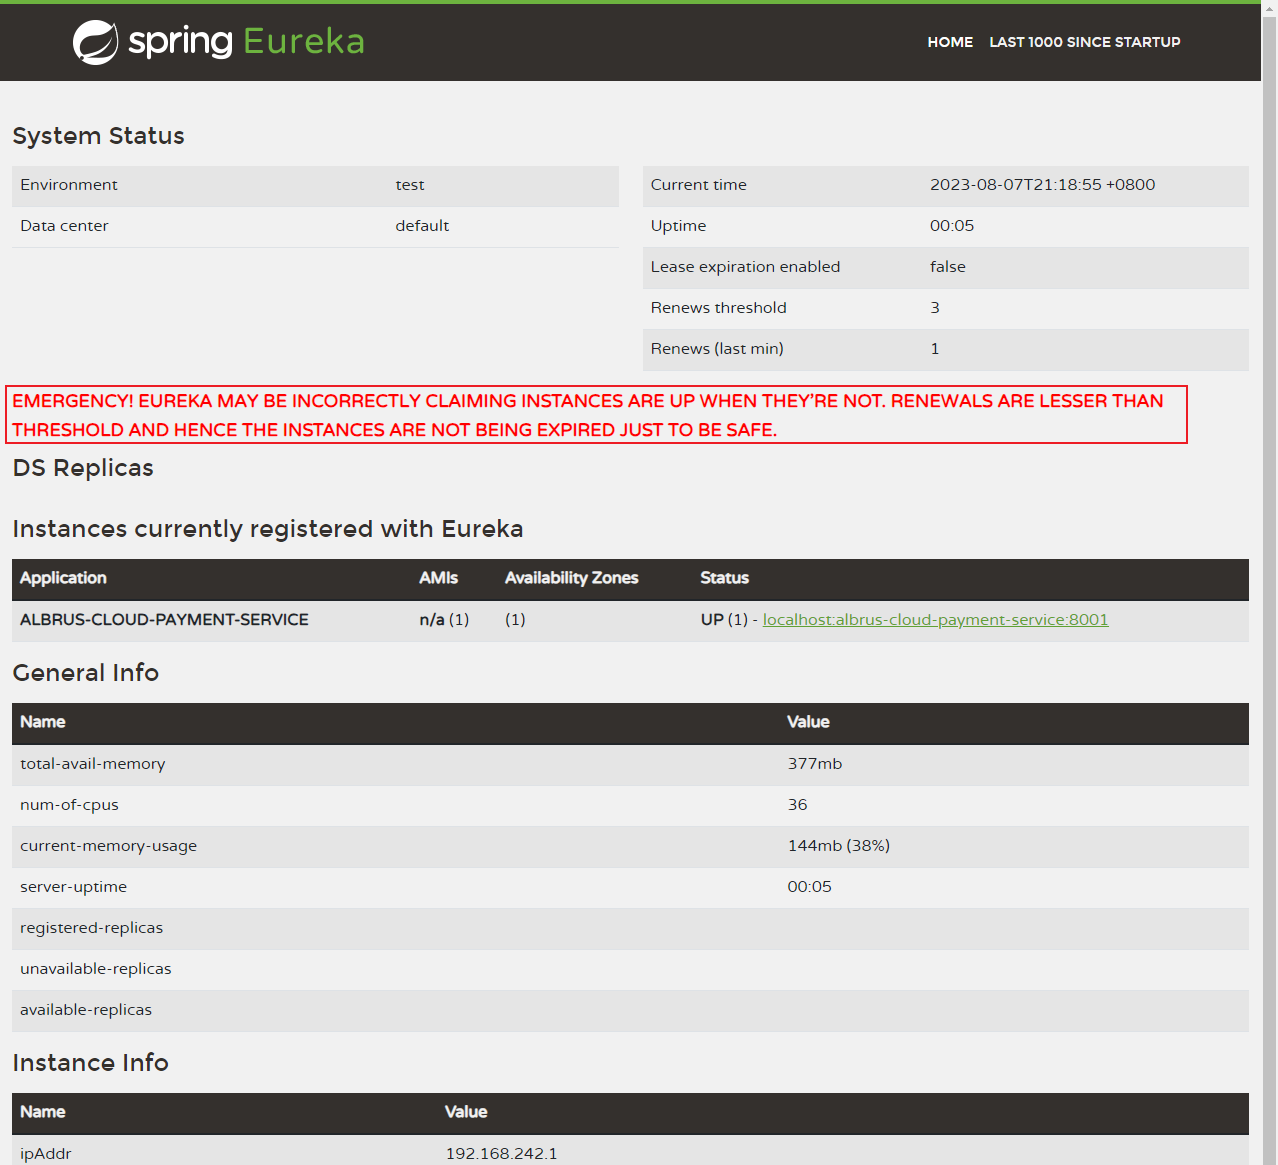 spring Eureka
HOME LAST 1000 SINCE STARTUP
System Status
Environment test
Data center default
Current time 2023-08-07T21:18:55 +0800
Uptime 00:05
Lease expiration enabled false
Renews threshold 3
Renews (last min) 1
EMERGENCY! EUREKA MAY BE INCORRECTLY CLAIMING INSTANCES ARE UP WHEN THEY'RE NOT. RENEWALS ARE LESSER THAN
THRESHOLD AND HENCE THE INSTANCES ARE NOT BEING EXPIRED JUST TO BE SAFE.
DS Replicas
Instances currently registered with Eureka
Application AMIs Availability Zones Status
ALBRUS-CLOUD-PAYMENT-SERVICE n/a (1) (1) UP (1) - localhost:albrus-cloud-payment-service:8001
General Info
Name Value
total-avail-memory 377mb
num-of-cpus 36
current-memory-usage 144mb (38%)
server-uptime 00:05
registered-replicas
unavailable-replicas
available-replicas
Instance Info
Name Value
ipAddr 192.168.242.1